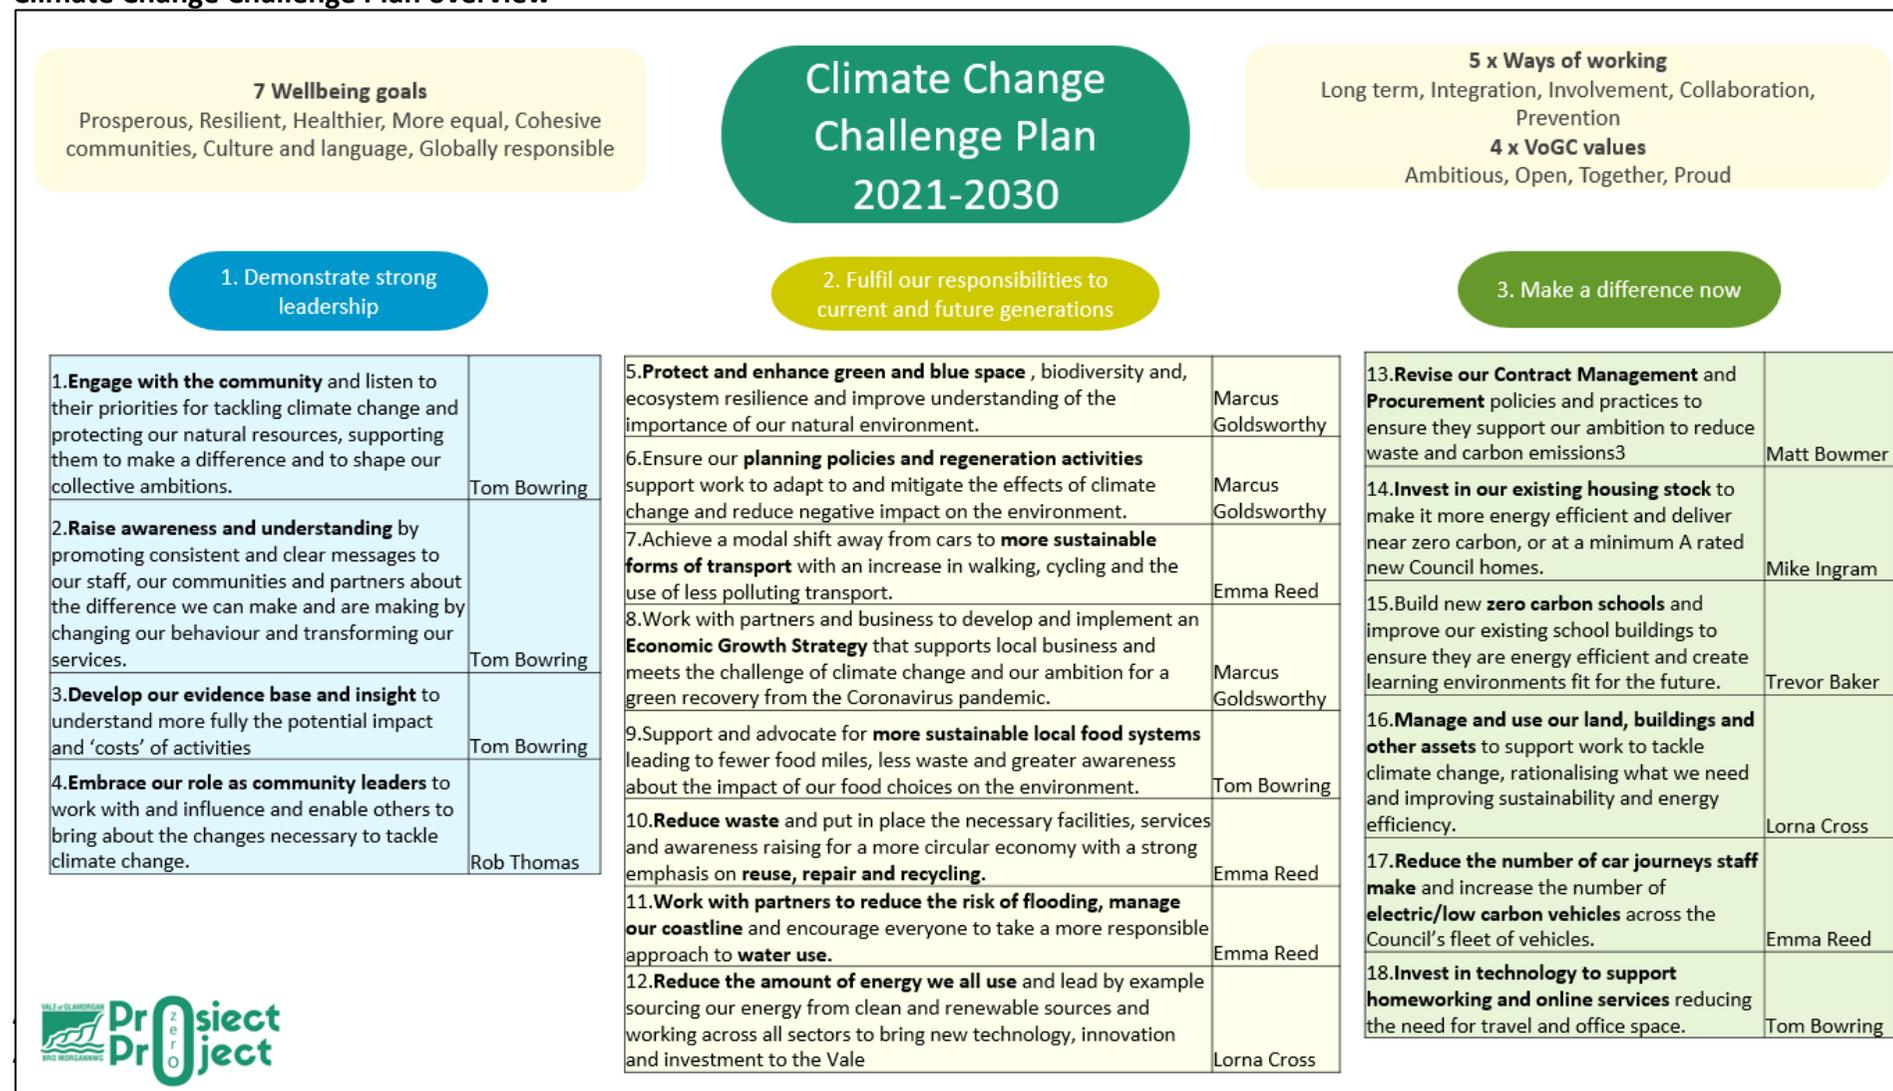 Climate Change Challenge Plan overview
7 Wellbeing goals
Prosperous, Resilient, Healthier, More equal, Cohesive
communities, Culture and language, Globally responsible
Climate Change
Challenge Plan
2021-2030
5 x Ways of working
Long term, Integration, Involvement, Collaboration,
Prevention
4 x VoGC values
Ambitious, Open, Together, Proud
1. Demonstrate strong
leadership
1.Engage with the community and listen to
their priorities for tackling climate change and
protecting our natural resources, supporting
them to make a difference and to shape our
collective ambitions.
Tom Bowring
2.Raise awareness and understanding by
promoting consistent and clear messages to
our staff, our communities and partners about
the difference we can make and are making by
changing our behaviour and transforming our
services.
Tom Bowring
3.Develop our evidence base and insight to
understand more fully the potential impact
and ‘costs’ of activities
Tom Bowring
4.Embrace our role as community leaders to
work with and influence and enable others to
bring about the changes necessary to tackle
climate change.
Rob Thomas
2. Fulfil our responsibilities to
current and future generations
5.Protect and enhance green and blue space , biodiversity and,
ecosystem resilience and improve understanding of the
importance of our natural environment.
Marcus
Goldsworthy
6.Ensure our planning policies and regeneration activities
support work to adapt to and mitigate the effects of climate
change and reduce negative impact on the environment.
Marcus
Goldsworthy
7.Achieve a modal shift away from cars to more sustainable
forms of transport with an increase in walking, cycling and the
use of less polluting transport.
Emma Reed
8.Work with partners and business to develop and implement an
Economic Growth Strategy that supports local business and
meets the challenge of climate change and our ambition for a
green recovery from the Coronavirus pandemic.
Marcus
Goldsworthy
9.Support and advocate for more sustainable local food systems
leading to fewer food miles, less waste and greater awareness
about the impact of our food choices on the environment.
Tom Bowring
10.Reduce waste and put in place the necessary facilities, services
and awareness raising for a more circular economy with a strong
emphasis on reuse, repair and recycling.
Emma Reed
11.Work with partners to reduce the risk of flooding, manage
our coastline and encourage everyone to take a more responsible
approach to water use.
Emma Reed
12.Reduce the amount of energy we all use and lead by example
sourcing our energy from clean and renewable sources and
working across all sectors to bring new technology, innovation
and investment to the Vale
Lorna Cross
3. Make a difference now
13.Revise our Contract Management and
Procurement policies and practices to
ensure they support our ambition to reduce
waste and carbon emissions3
Matt Bowmer
14.Invest in our existing housing stock to
make it more energy efficient and deliver
near zero carbon, or at a minimum A rated
new Council homes.
Mike Ingram
15.Build new zero carbon schools and
improve our existing school buildings to
ensure they are energy efficient and create
learning environments fit for the future.
Trevor Baker
16.Manage and use our land, buildings and
other assets to support work to tackle
climate change, rationalising what we need
and improving sustainability and energy
efficiency.
Lorna Cross
17.Reduce the number of car journeys staff
make and increase the number of
electric/low carbon vehicles across the
Council’s fleet of vehicles.
Emma Reed
18.Invest in technology to support
homeworking and online services reducing
the need for travel and office space.
Tom Bowring
VALE of GLAMORGAN
BRO MORGANNWG
Prosiect
zero
Project